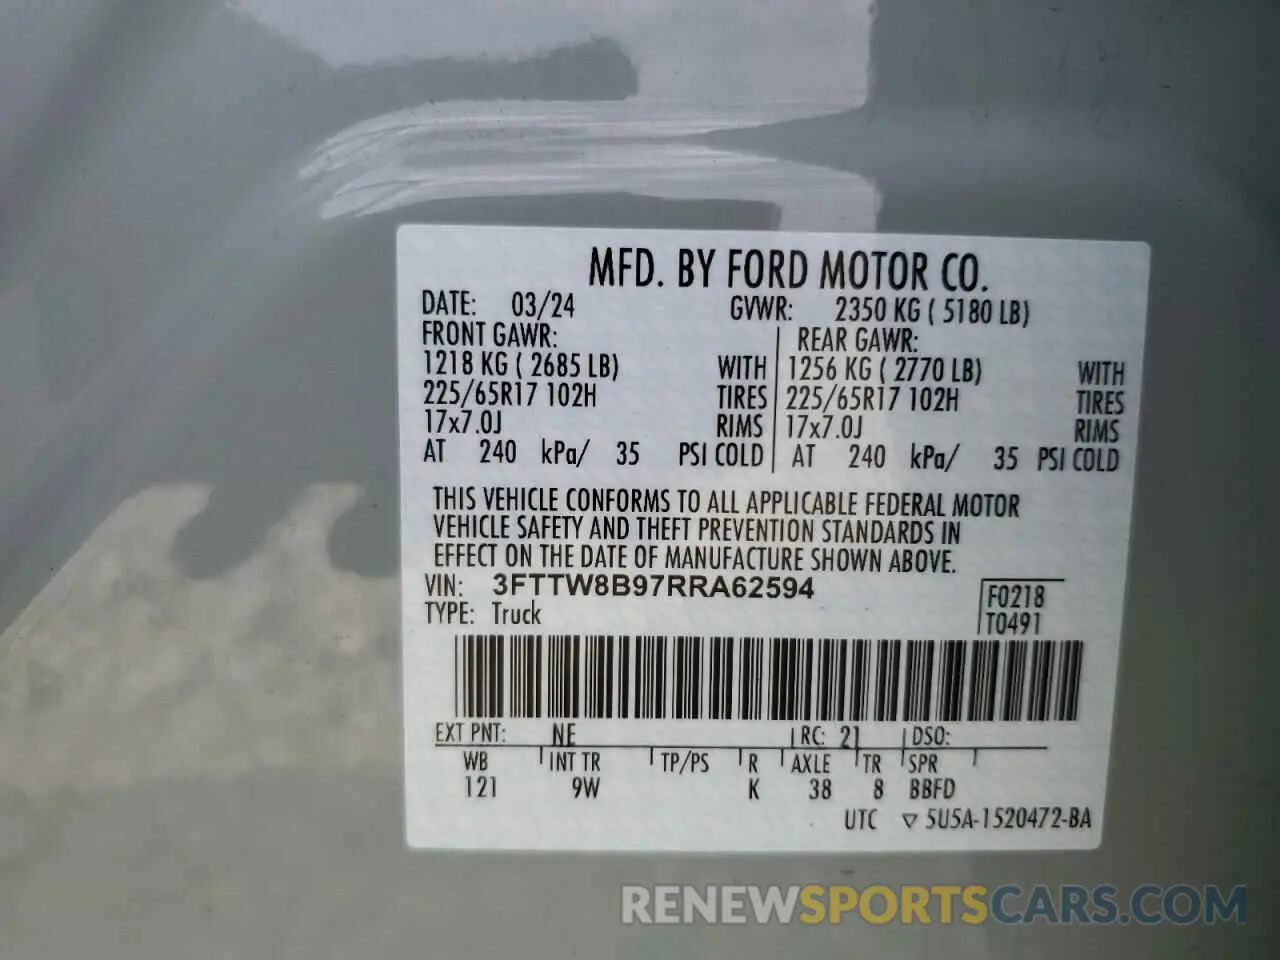 MFD. BY FORD MOTOR CO.
DATE: 03/24 GVWR: 2350 KG ( 5180 LB)
FRONT GAWR: REAR GAWR:
1218 KG ( 2685 LB) WITH 1256 KG ( 2770 LB) WITH
225/65R17 102H TIRES 225/65R17 102H TIRES
17x7.0J RIMS 17x7.0J RIMS
AT 240 kPa/ 35 PSI COLD AT 240 kPa/ 35 PSI COLD
THIS VEHICLE CONFORMS TO ALL APPLICABLE FEDERAL MOTOR
VEHICLE SAFETY AND THEFT PREVENTION STANDARDS IN
EFFECT ON THE DATE OF MANUFACTURE SHOWN ABOVE.
VIN: 3FTTW8B97RRA62594
TYPE: Truck
F0218
T0491
EXT PNT: NE RC: 21 DSO:
WB INT TR TP/PS R AXLE TR SPR
121 9W K 38 8 BBFD
UTC ▽ 5U5A-1520472-BA
RENEWSPORTSCARS.COM